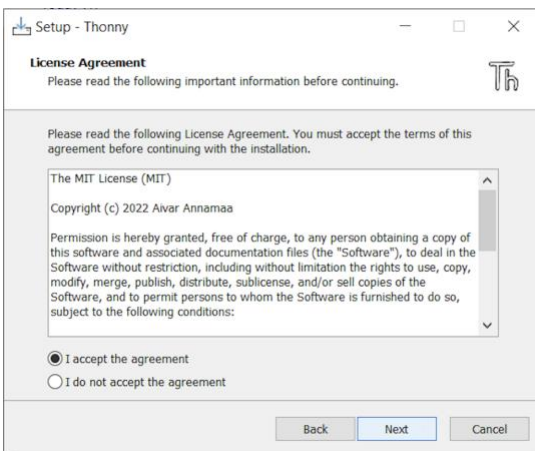 Setup - Thonny
License Agreement
Please read the following important information before continuing.
Th
Please read the following License Agreement. You must accept the terms of this
agreement before continuing with the installation.
The MIT License (MIT)
Copyright (c) 2022 Aivar Annamaa
Permission is hereby granted, free of charge, to any person obtaining a copy of
this software and associated documentation files (the "Software"), to deal in the
Software without restriction, including without limitation the rights to use, copy,
modify, merge, publish, distribute, sublicense, and/or sell copies of the
Software, and to permit persons to whom the Software is furnished to do so,
subject to the following conditions:
I accept the agreement
I do not accept the agreement
Back Next Cancel